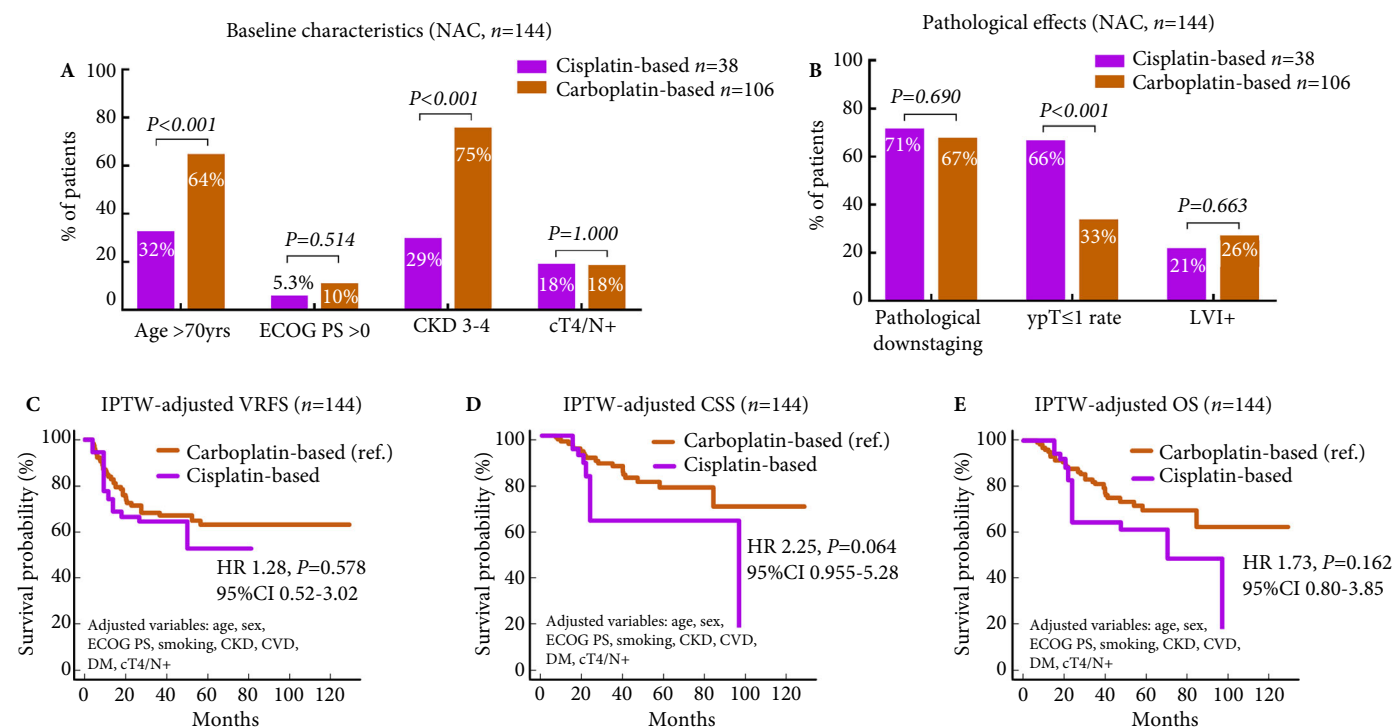 Baseline characteristics (NAC, n=144)
A
Cisplatin-based n=38
Carboplatin-based n=106
% of patients
100
80
60
40
20
0
P<0.001
32%
64%
P=0.514
5.3%
10%
P<0.001
29%
75%
P=1.000
18%
18%
Age >70yrs
ECOG PS >0
CKD 3-4
cT4/N+
Pathological effects (NAC, n=144)
B
Cisplatin-based n=38
Carboplatin-based n=106
% of patients
100
80
60
40
20
0
P=0.690
71%
67%
P<0.001
66%
33%
P=0.663
21%
26%
Pathological
downstaging
ypT≤1 rate
LVI+
C
IPTW-adjusted VRFS (n=144)
Survival probability (%)
100
80
60
40
20
0
Carboplatin-based (ref.)
Cisplatin-based
HR 1.28, P=0.578
95%CI 0.52-3.02
Adjusted variables: age, sex,
ECOG PS, smoking, CKD, CVD,
DM, cT4/N+
0 20 40 60 80 100 120
Months
D
IPTW-adjusted CSS (n=144)
Survival probability (%)
100
80
60
40
20
0
Carboplatin-based (ref.)
Cisplatin-based
HR 2.25, P=0.064
95%CI 0.955-5.28
Adjusted variables: age, sex,
ECOG PS, smoking, CKD, CVD,
DM, cT4/N+
0 20 40 60 80 100 120
Months
E
IPTW-adjusted OS (n=144)
Survival probability (%)
100
80
60
40
20
0
Carboplatin-based (ref.)
Cisplatin-based
HR 1.73, P=0.162
95%CI 0.80-3.85
Adjusted variables: age, sex,
ECOG PS, smoking, CKD, CVD,
DM, cT4/N+
0 20 40 60 80 100 120
Months